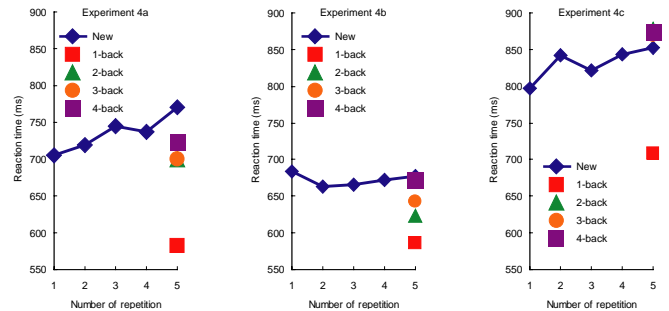 Experiment 4a
900
850
800
750
700
650
600
550
Reaction time (ms)
New
1-back
2-back
3-back
4-back
1 2 3 4 5
Number of repetition
Experiment 4b
900
850
800
750
700
650
600
550
Reaction time (ms)
New
1-back
2-back
3-back
4-back
1 2 3 4 5
Number of repetition
Experiment 4c
900
850
800
750
700
650
600
550
Reaction time (ms)
New
1-back
2-back
3-back
4-back
1 2 3 4 5
Number of repetition